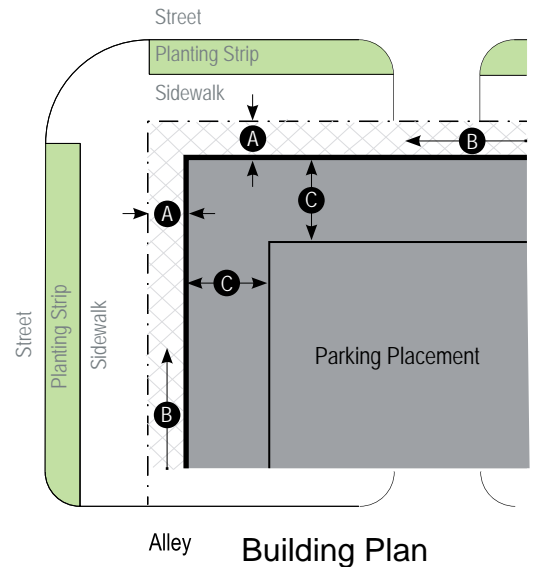 Street
Planting Strip
Sidewalk
A
B
A
C
C
Street
Planting Strip
Sidewalk
Parking Placement
B
Alley
Building Plan